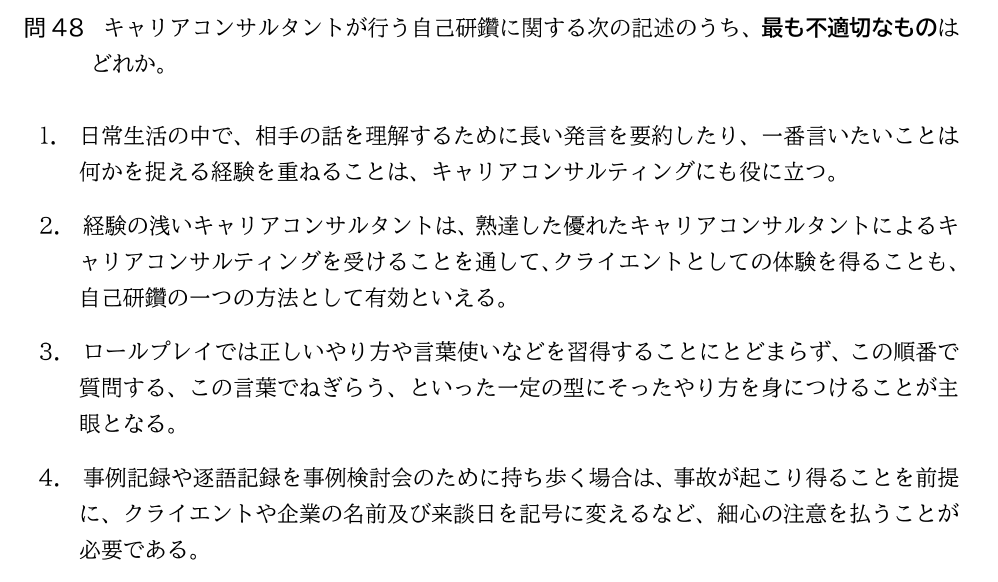 問48 キャリアコンサルタントが行う自己研鑽に関する次の記述のうち、最も不適切なものは
どれか。
1. 日常生活の中で、相手の話を理解するために長い発言を要約したり、一番言いたいことは
何かを捉える経験を重ねることは、キャリアコンサルティングにも役に立つ。
2. 経験の浅いキャリアコンサルタントは、熟達した優れたキャリアコンサルタントによるキ
ャリアコンサルティングを受けることを通して、クライエントとしての体験を得ることも、
自己研鑽の一つの方法として有効といえる。
3. ロールプレイでは正しいやり方や言葉使いなどを習得することにとどまらず、この順番で
質問する、この言葉でねぎらう、といった一定の型にそったやり方を身につけることが主
眼となる。
4. 事例記録や逐語記録を事例検討会のために持ち歩く場合は、事故が起こり得ることを前提
に、クライエントや企業の名前及び来談日を記号に変えるなど、細心の注意を払うことが
必要である。